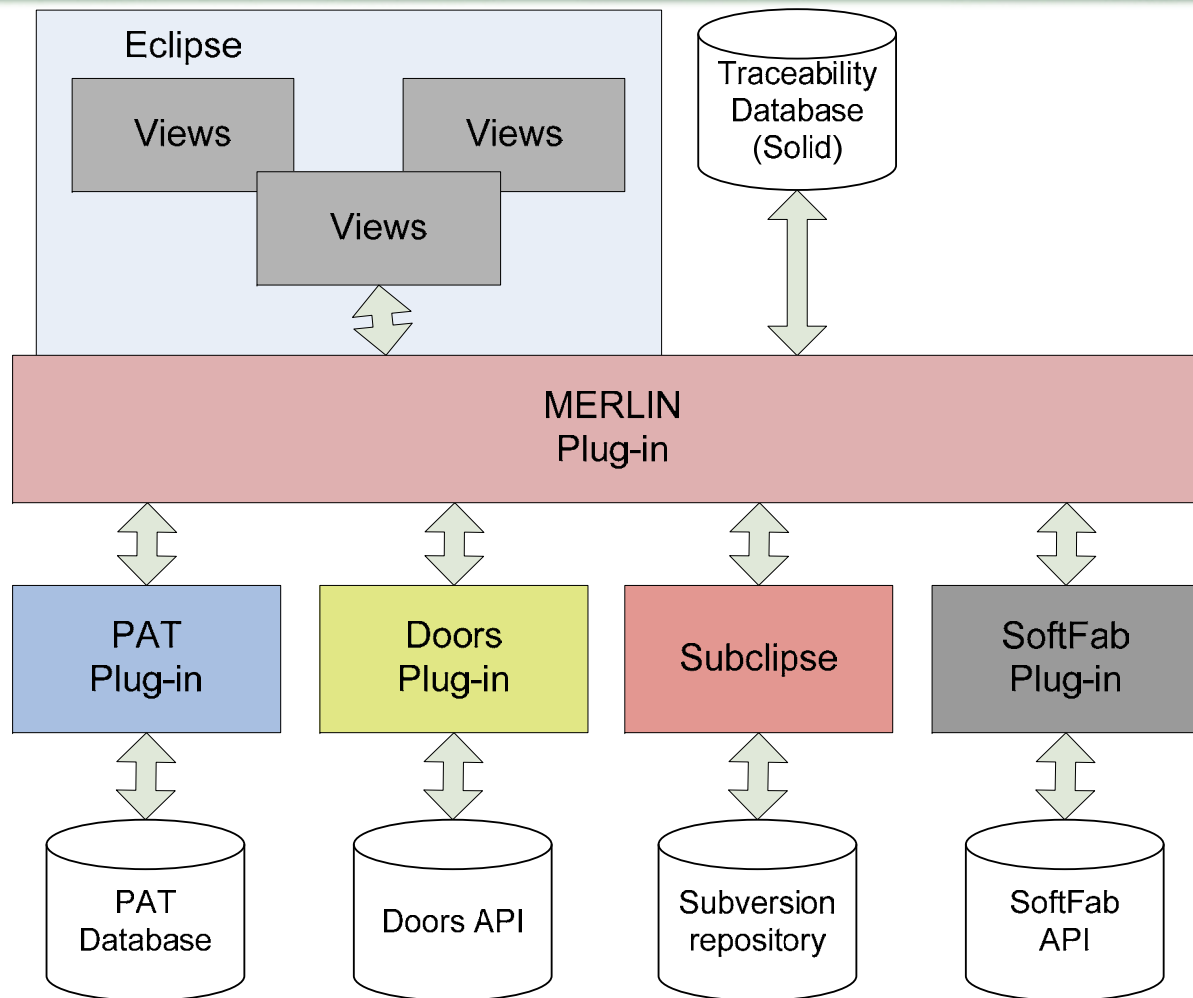 Eclipse
Views
Views
Views
Traceability
Database
(Solid)
MERLIN
Plug-in
PAT
Plug-in
Doors
Plug-in
Subclipse
SoftFab
Plug-in
PAT
Database
Doors API
Subversion
repository
SoftFab
API